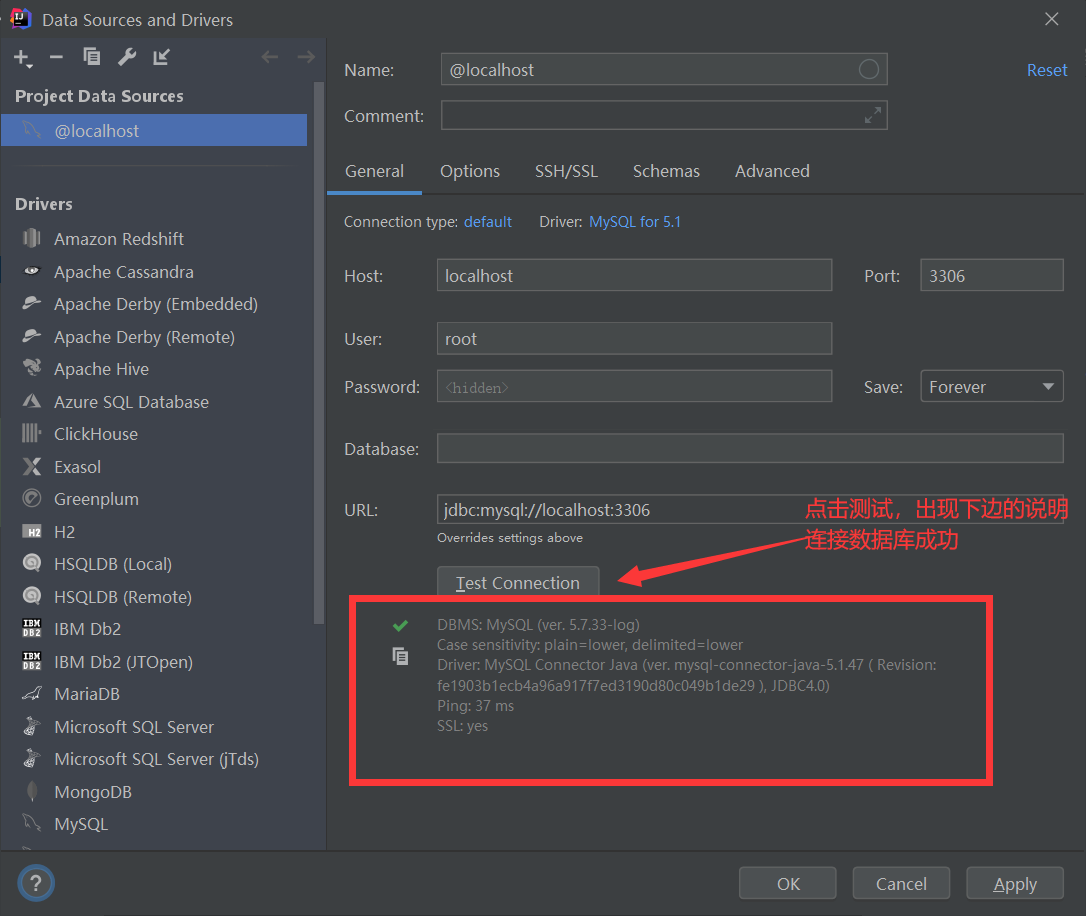 Data Sources and Drivers
Project Data Sources
@localhost
Drivers
Amazon Redshift
Apache Cassandra
Apache Derby (Embedded)
Apache Derby (Remote)
Apache Hive
Azure SQL Database
ClickHouse
Exasol
Greenplum
H2
HSQLDB (Local)
HSQLDB (Remote)
IBM Db2
IBM Db2 (JTOpen)
MariaDB
Microsoft SQL Server
Microsoft SQL Server (jTds)
MongoDB
MySQL
Name: @localhost Reset
Comment:
General Options SSH/SSL Schemas Advanced
Connection type: default Driver: MySQL for 5.1
Host: localhost Port: 3306
User: root
Password: <hidden> Save: Forever
Database:
URL: jdbc:mysql://localhost:3306
Overrides settings above
点击测试，出现下边的说明
连接数据库成功
Test Connection
DBMS: MySQL (ver. 5.7.33-log)
Case sensitivity: plain=lower, delimited=lower
Driver: MySQL Connector Java (ver. mysql-connector-java-5.1.47 ( Revision:
fe1903b1ecb4a96a917f7ed3190d80c049b1de29 ), JDBC4.0)
Ping: 37 ms
SSL: yes
? OK Cancel Apply